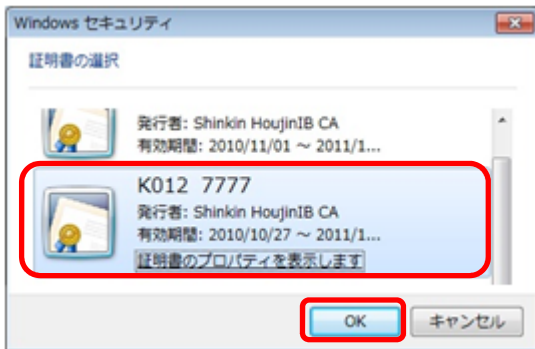 Windows セキュリティ
証明書の選択
発行者: Shinkin HoujinIB CA
有効期間: 2010/11/01 ～ 2011/1...
K012 7777
発行者: Shinkin HoujinIB CA
有効期間: 2010/10/27 ～ 2011/1...
証明書のプロパティを表示します
OK キャンセル